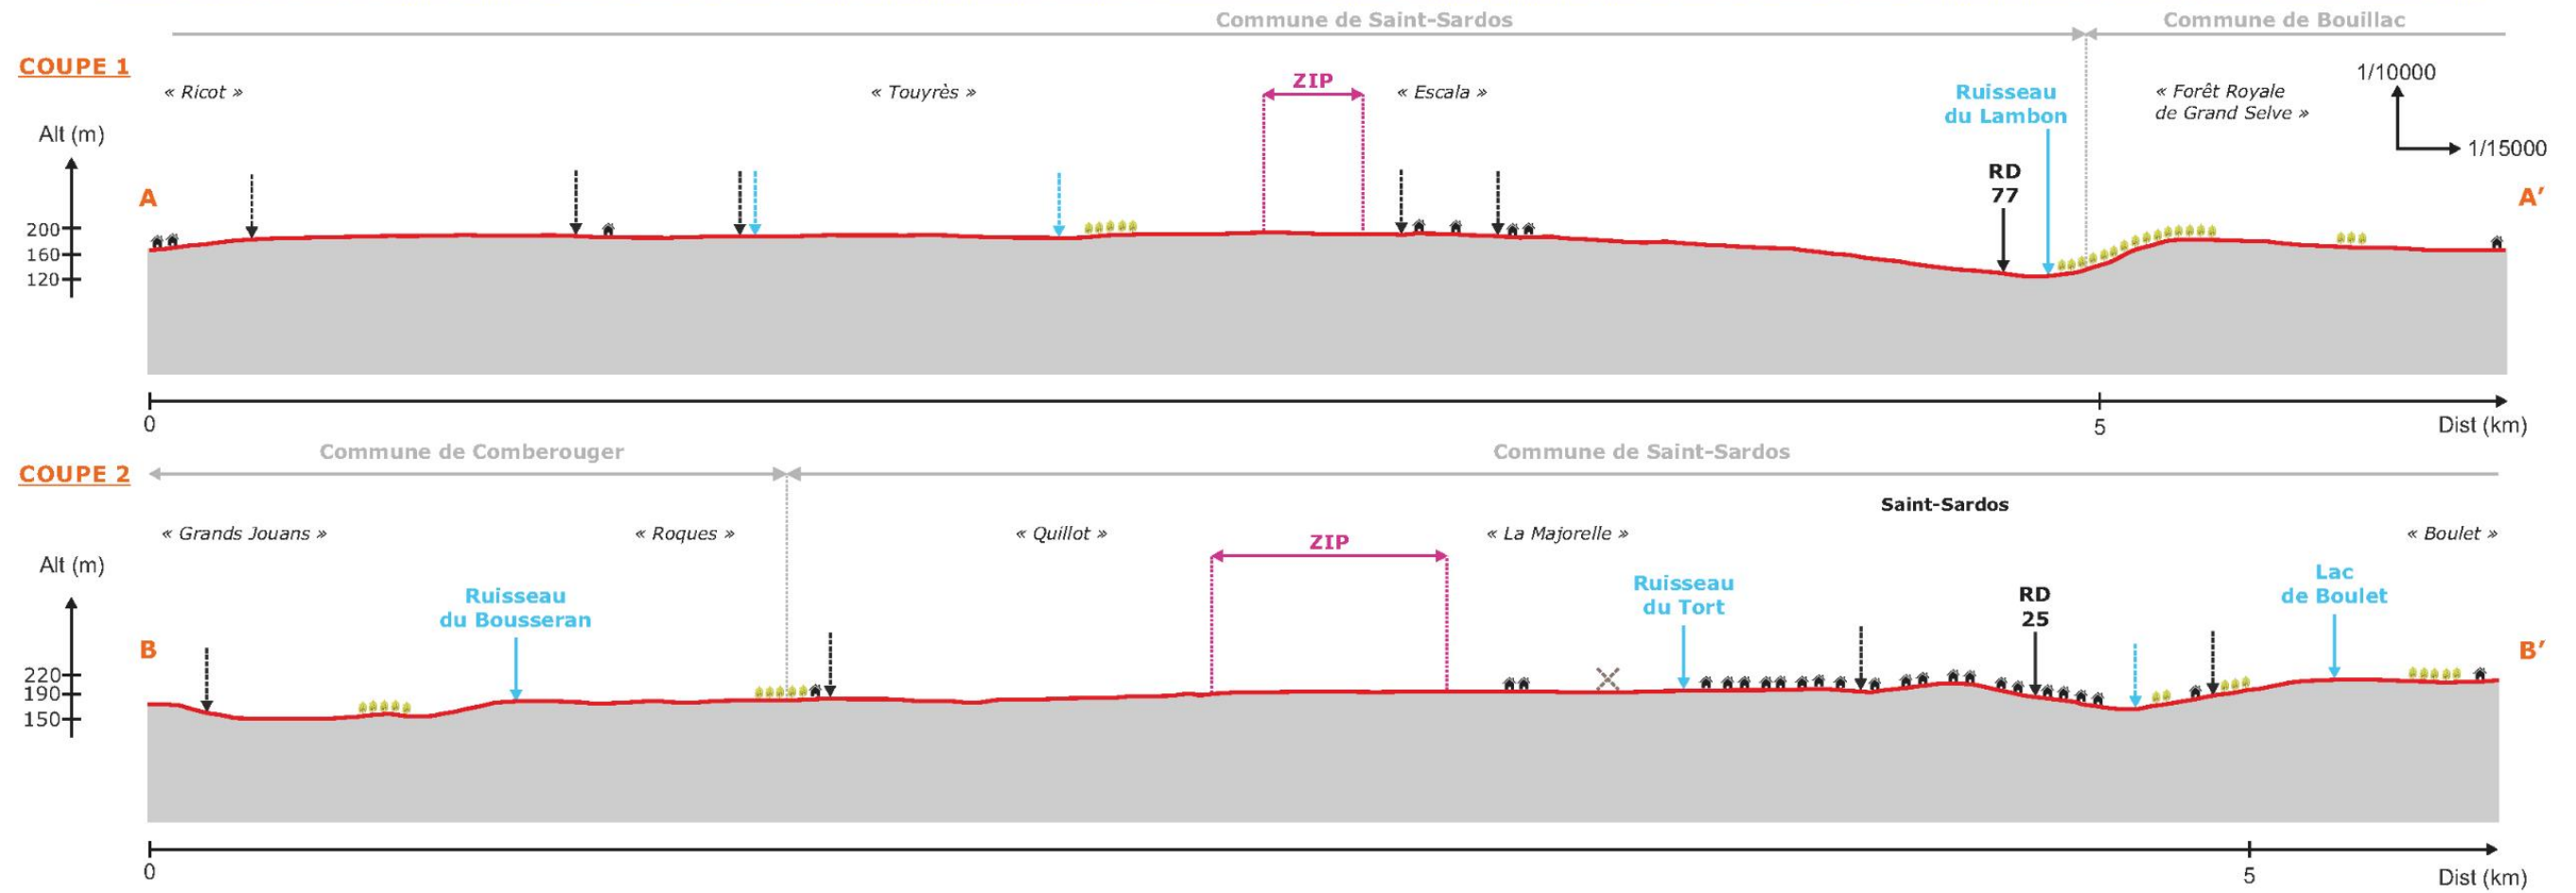 Commune de Saint-Sardos
Commune de Bouillac
COUPE 1
« Ricot »
« Touyrès »
ZIP
« Escala »
Ruisseau
du Lambon
« Forêt Royale
de Grand Selve »
1/10000
1/15000
Alt (m)
A
RD
77
A’
200
160
120
0
5
Dist (km)
Commune de Comberouger
Commune de Saint-Sardos
COUPE 2
Saint-Sardos
« Grands Jouans »
« Roques »
« Quillot »
ZIP
« La Majorelle »
« Boulet »
Alt (m)
Ruisseau
du Bousseran
Ruisseau
du Tort
RD
25
Lac
de Boulet
B
B’
220
190
150
0
5
Dist (km)